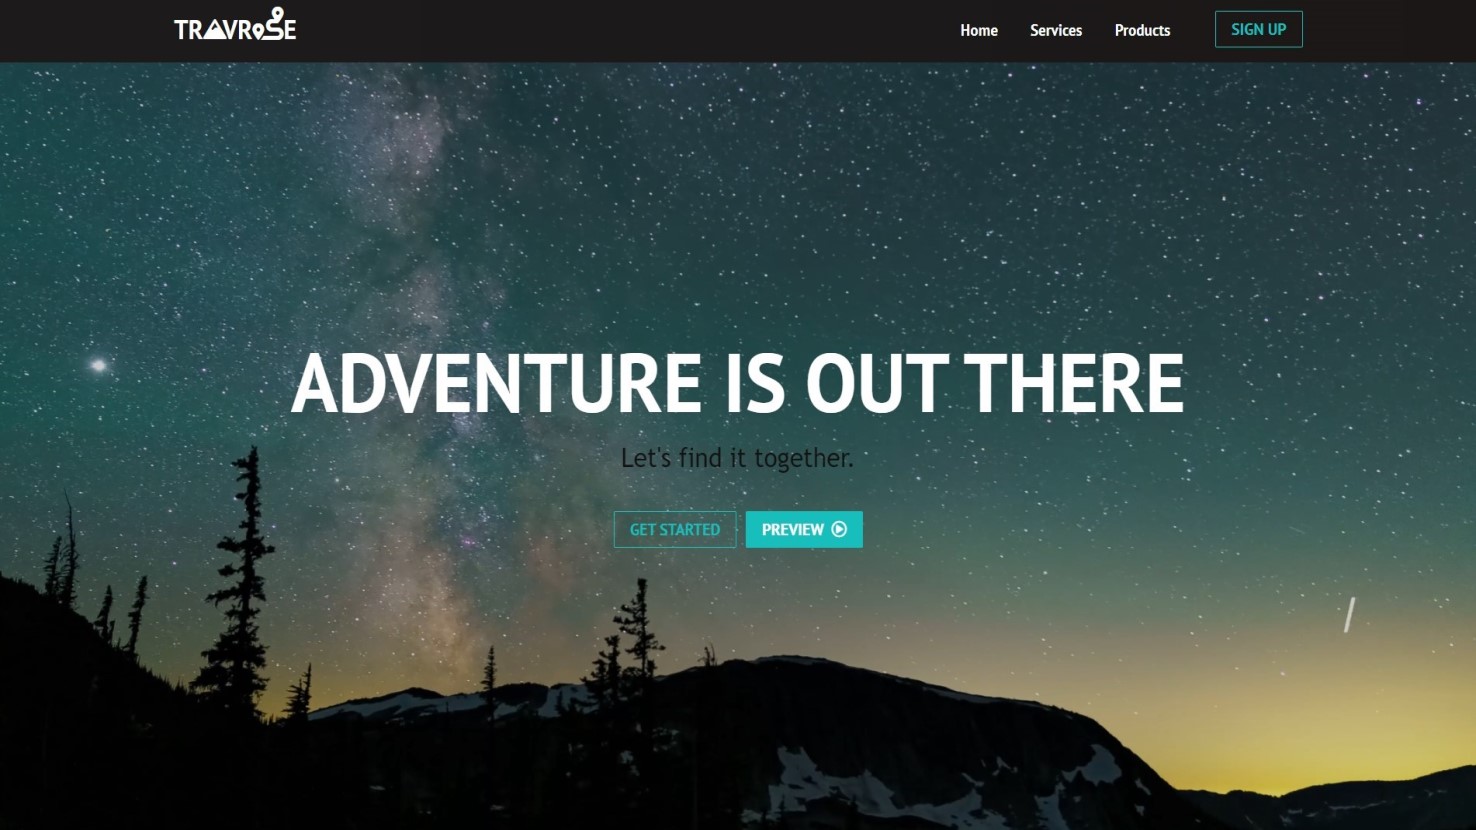 TRAVROSE
Home Services Products SIGN UP
ADVENTURE IS OUT THERE
Let's find it together.
GET STARTED PREVIEW